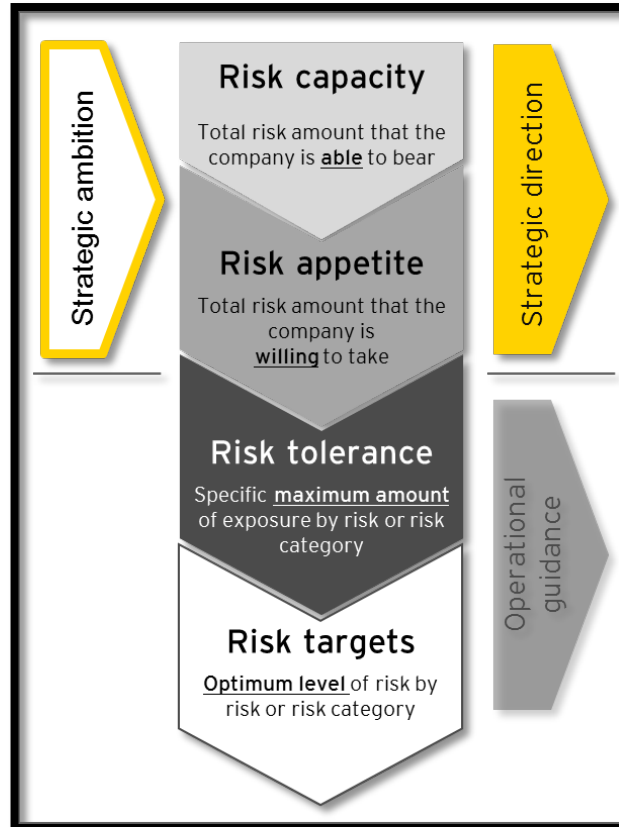 Strategic ambition
Risk capacity
Total risk amount that the
company is able to bear
Risk appetite
Total risk amount that the
company is
willing to take
Risk tolerance
Specific maximum amount
of exposure by risk or risk
category
Risk targets
Optimum level of risk by
risk or risk category
Strategic direction
Operational
guidance